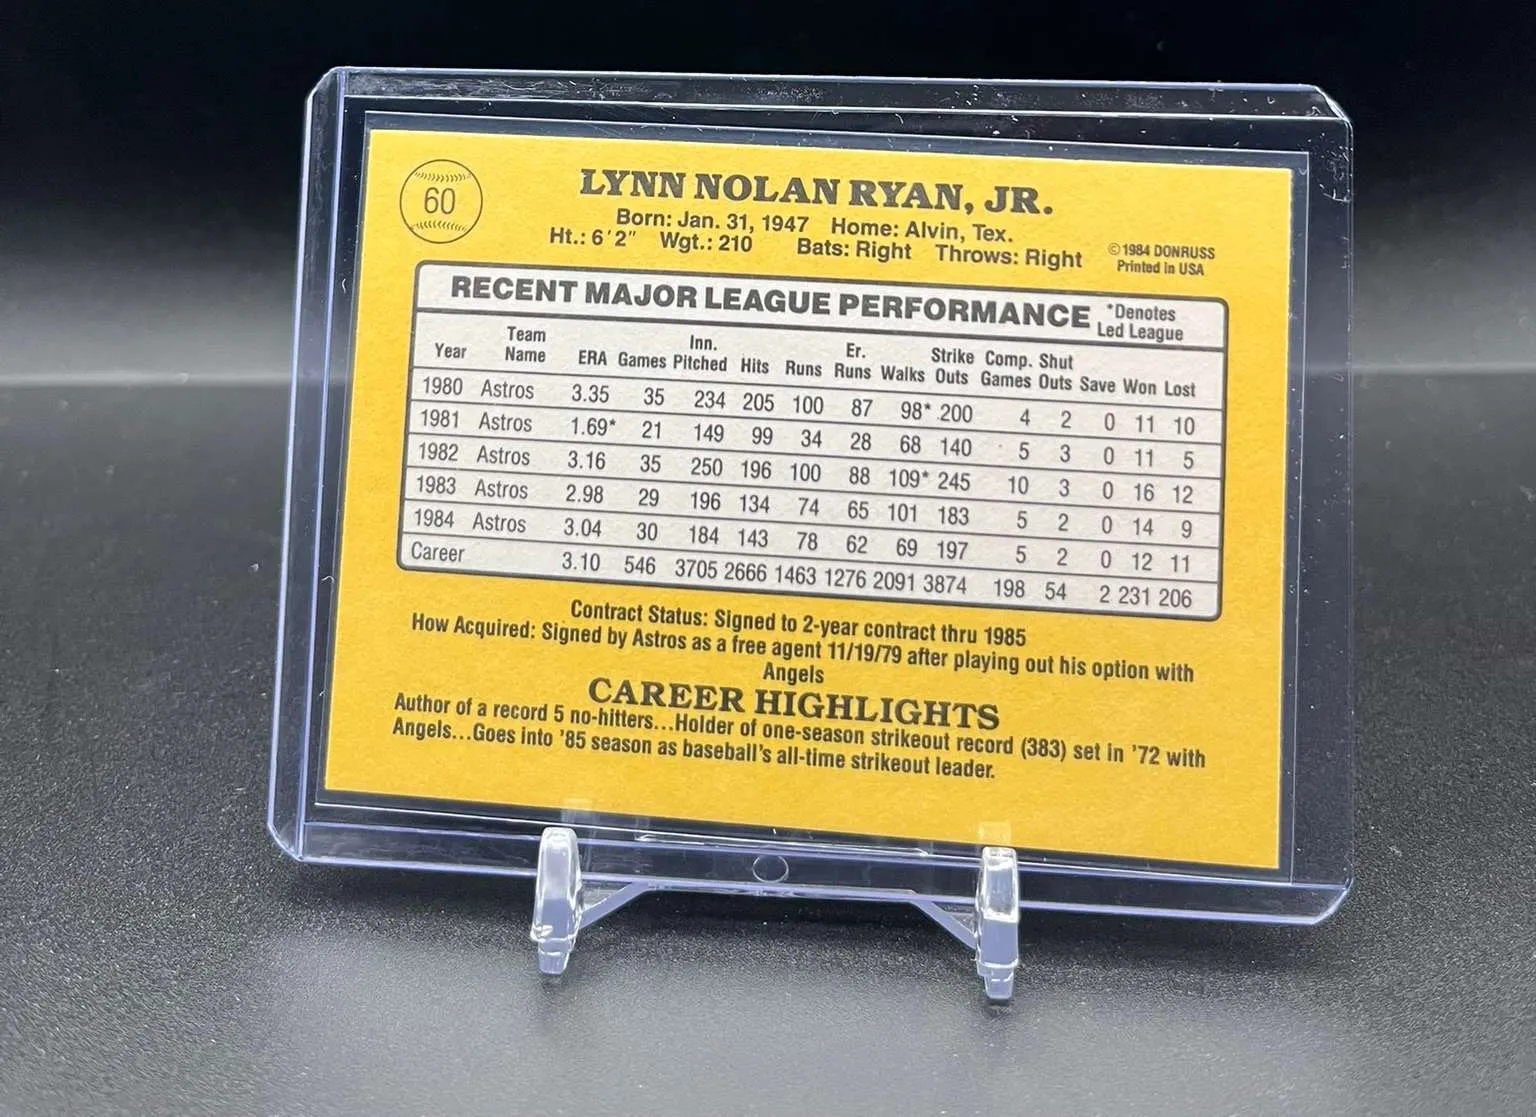 60
LYNN NOLAN RYAN, JR.
Born: Jan. 31, 1947 Home: Alvin, Tex.
Ht.: 6'2" Wgt.: 210 Bats: Right Throws: Right
©1984 DONRUSS
Printed in USA
RECENT MAJOR LEAGUE PERFORMANCE *Denotes Led League
Year Team Name ERA Games Inn. Pitched Hits Runs Er. Runs Walks Strike Outs Comp. Games Shut Outs Save Won Lost
1980 Astros 3.35 35 234 205 100 87 98* 200 4 2 0 11 10
1981 Astros 1.69* 21 149 99 34 28 68 140 5 3 0 11 5
1982 Astros 3.16 35 250 196 100 88 109* 245 10 3 0 16 12
1983 Astros 2.98 29 196 134 74 65 101 183 5 2 0 14 9
1984 Astros 3.04 30 184 143 78 62 69 197 5 2 0 12 11
Career 3.10 546 3705 2666 1463 1276 2091 3874 198 54 2 231 206
Contract Status: Signed to 2-year contract thru 1985
How Acquired: Signed by Astros as a free agent 11/19/79 after playing out his option with
Angels
CAREER HIGHLIGHTS
Author of a record 5 no-hitters...Holder of one-season strikeout record (383) set in '72 with
Angels...Goes into '85 season as baseball's all-time strikeout leader.